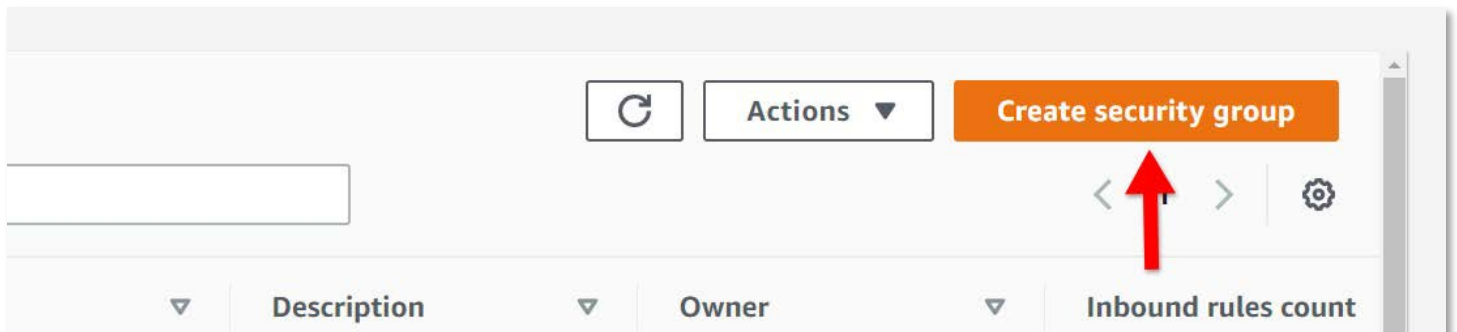 Actions
Create security group
Description
Owner
Inbound rules count